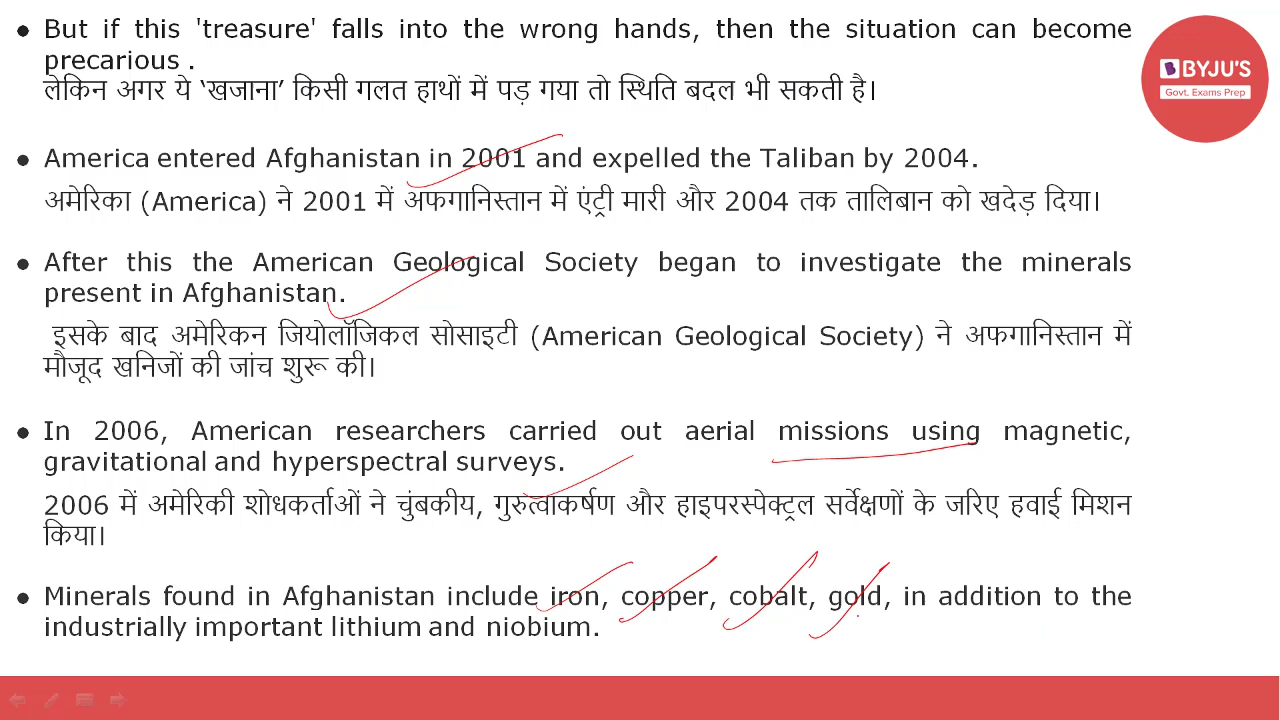 • But if this 'treasure' falls into the wrong hands, then the situation can become
precarious .
लेकिन अगर ये ‘खजाना’ किसी गलत हाथों में पड़ गया तो स्थिति बदल भी सकती है।
• America entered Afghanistan in 2001 and expelled the Taliban by 2004.
अमेरिका (America) ने 2001 में अफगानिस्तान में एंट्री मारी और 2004 तक तालिबान को खदेड़ दिया।
• After this the American Geological Society began to investigate the minerals
present in Afghanistan.
इसके बाद अमेरिकन जियोलॉजिकल सोसाइटी (American Geological Society) ने अफगानिस्तान में
मौजूद खनिजों की जांच शुरू की।
• In 2006, American researchers carried out aerial missions using magnetic,
gravitational and hyperspectral surveys.
2006 में अमेरिकी शोधकर्ताओं ने चुंबकीय, गुरुत्वाकर्षण और हाइपरस्पेक्ट्रल सर्वेक्षणों के जरिए हवाई मिशन
किया।
• Minerals found in Afghanistan include iron, copper, cobalt, gold, in addition to the
industrially important lithium and niobium.
BYJU'S
Govt. Exams Prep